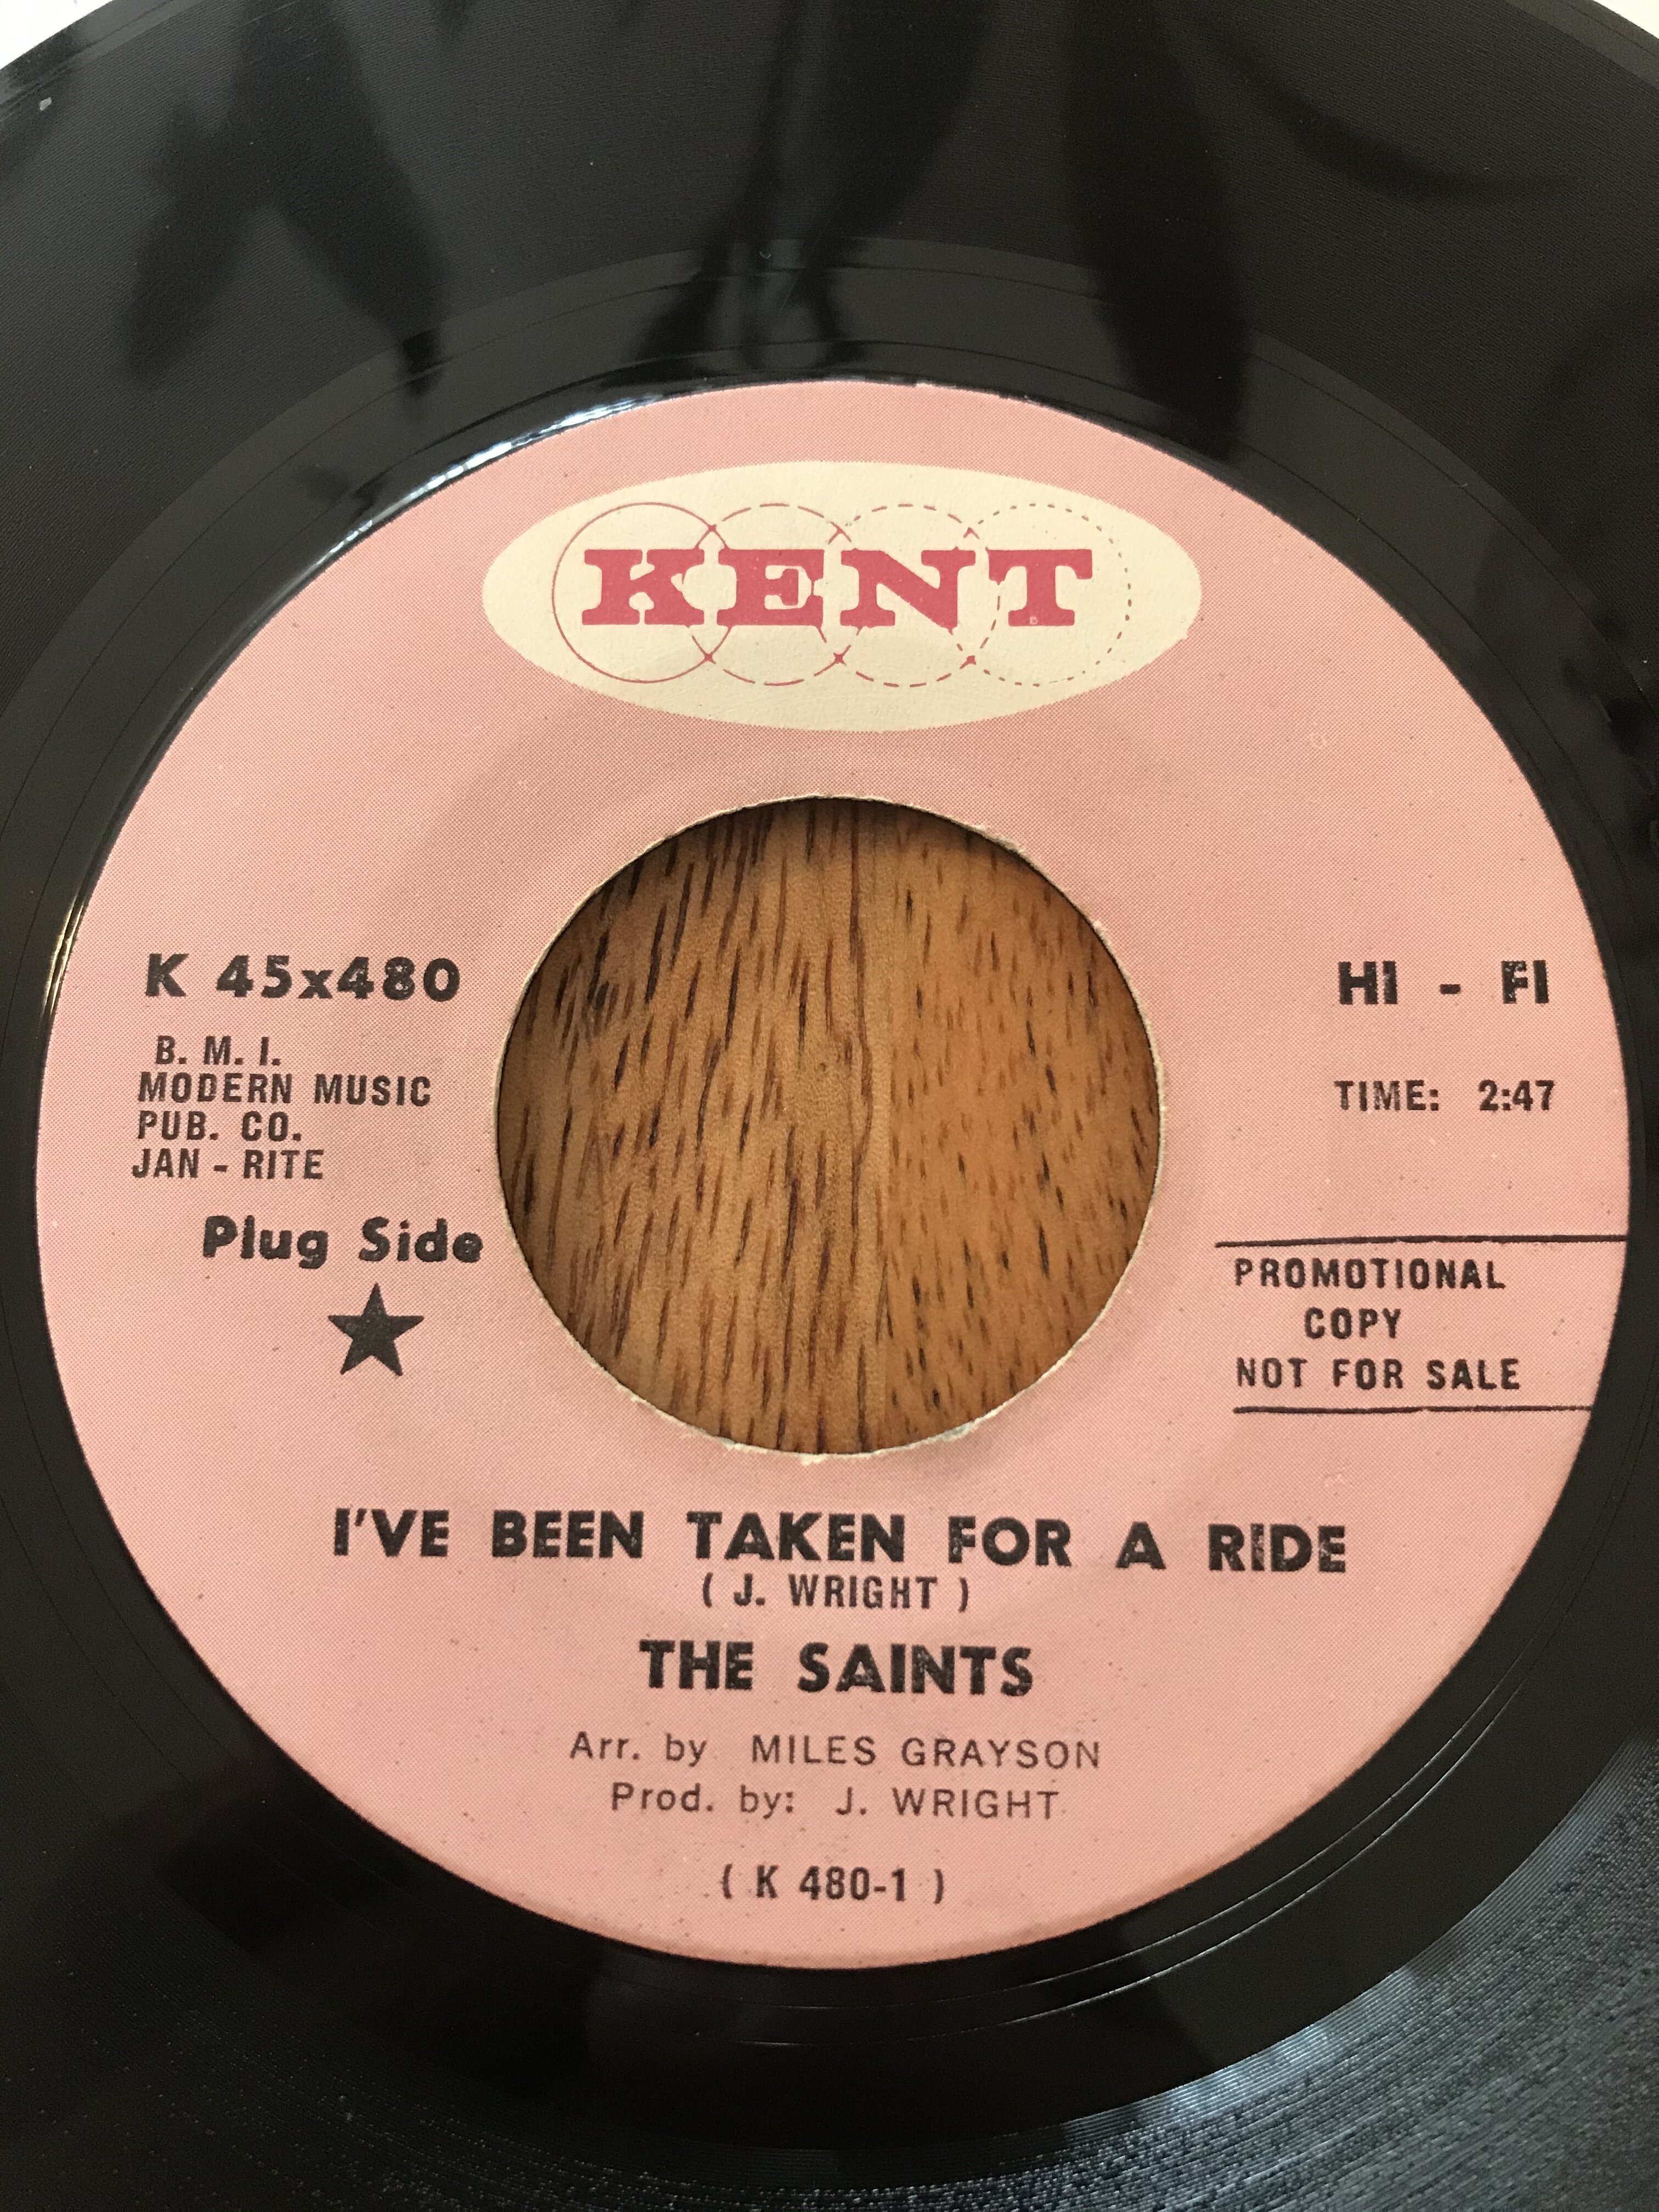 KENT
K 45x480
B. M. I.
MODERN MUSIC
PUB. CO.
JAN - RITE
Plug Side
HI - FI
TIME: 2:47
PROMOTIONAL
COPY
NOT FOR SALE
I'VE BEEN TAKEN FOR A RIDE
( J. WRIGHT )
THE SAINTS
Arr. by MILES GRAYSON
Prod. by: J. WRIGHT
( K 480-1 )